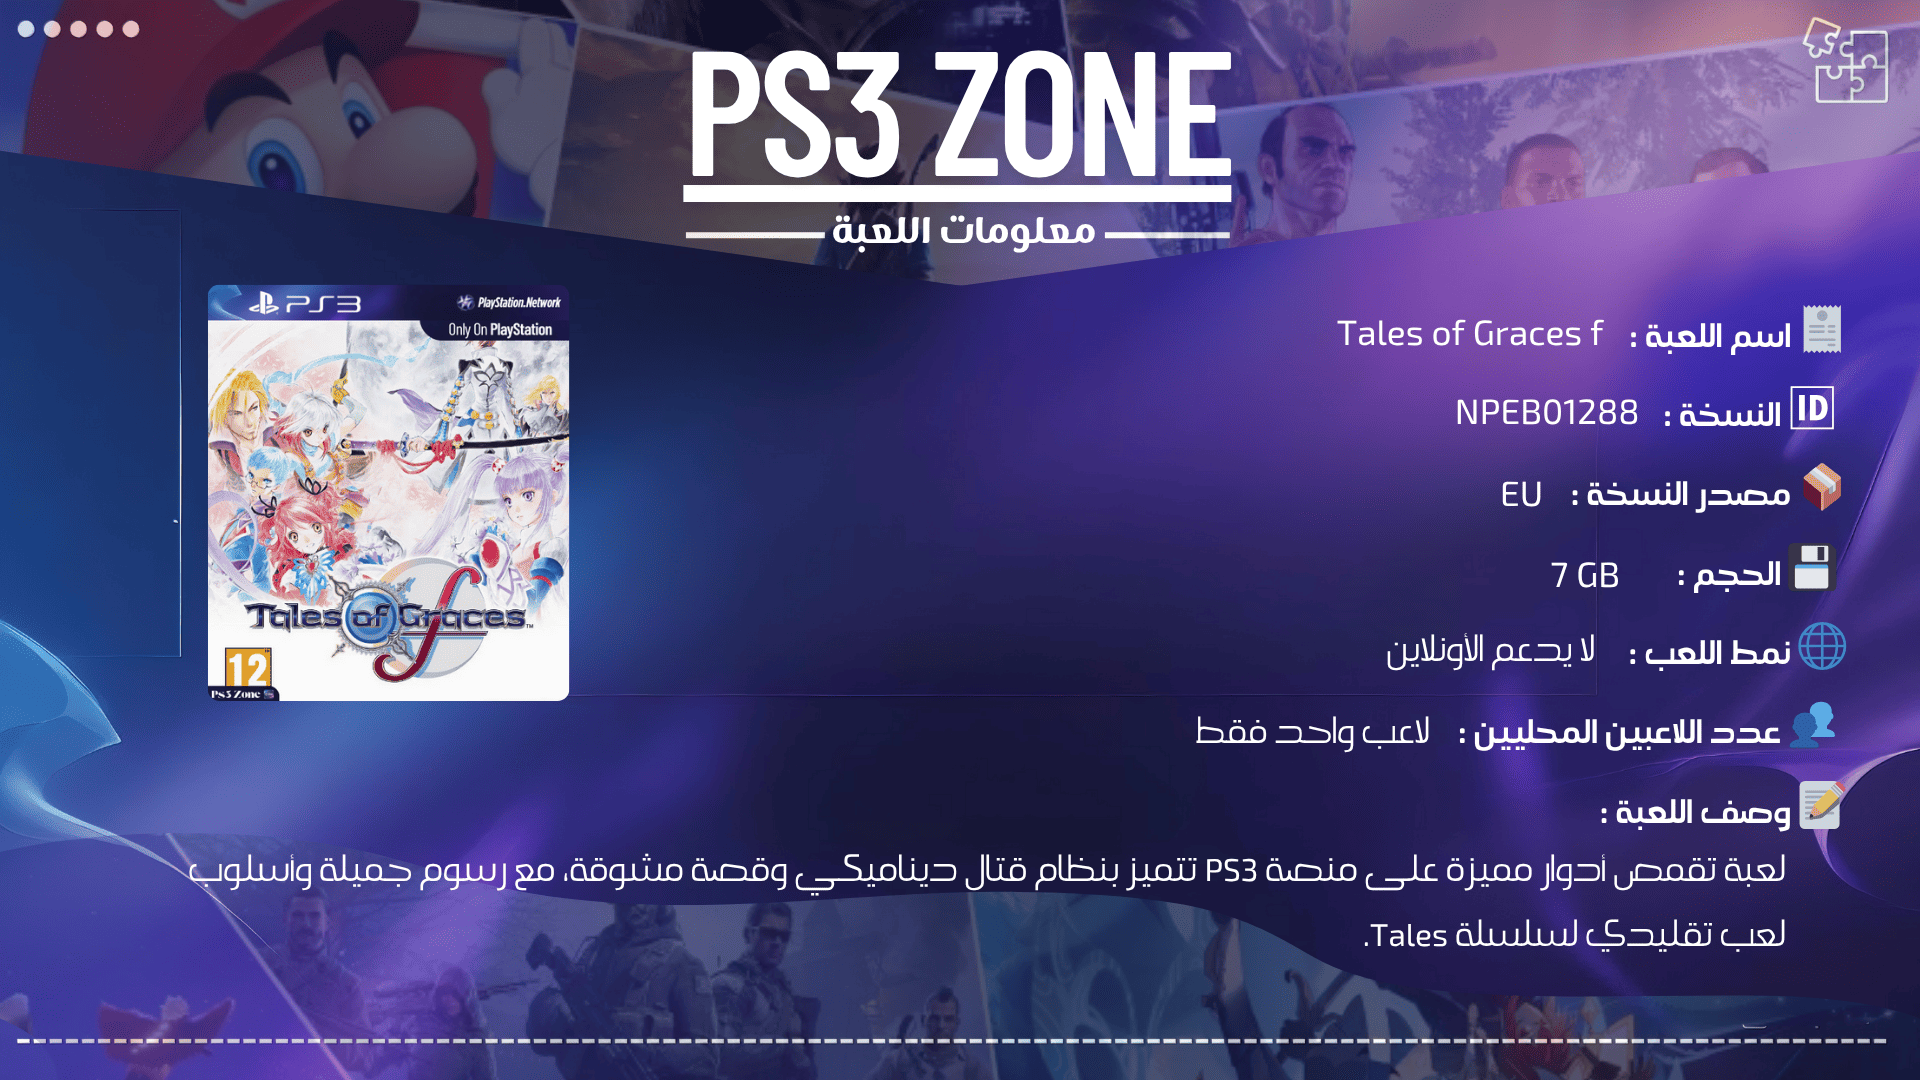 PS3 ZONE
معلومات اللعبة
PS3
PlayStation.Network
Only On PlayStation
Tales of Graces f
12
Ps3 Zone
اسم اللعبة : Tales of Graces f
ID النسخة : NPEB01288
مصدر النسخة : EU
الحجم : 7 GB
نمط اللعب : لا يدعم الأونلاين
عدد اللاعبين المحليين : لاعب واحد فقط
وصف اللعبة :
لعبة تقمص أدوار مميزة على منصة PS3 تتميز بنظام قتال ديناميكي وقصة مشوقة، مع رسوم جميلة وأسلوب
لعب تقليدي لسلسلة Tales.